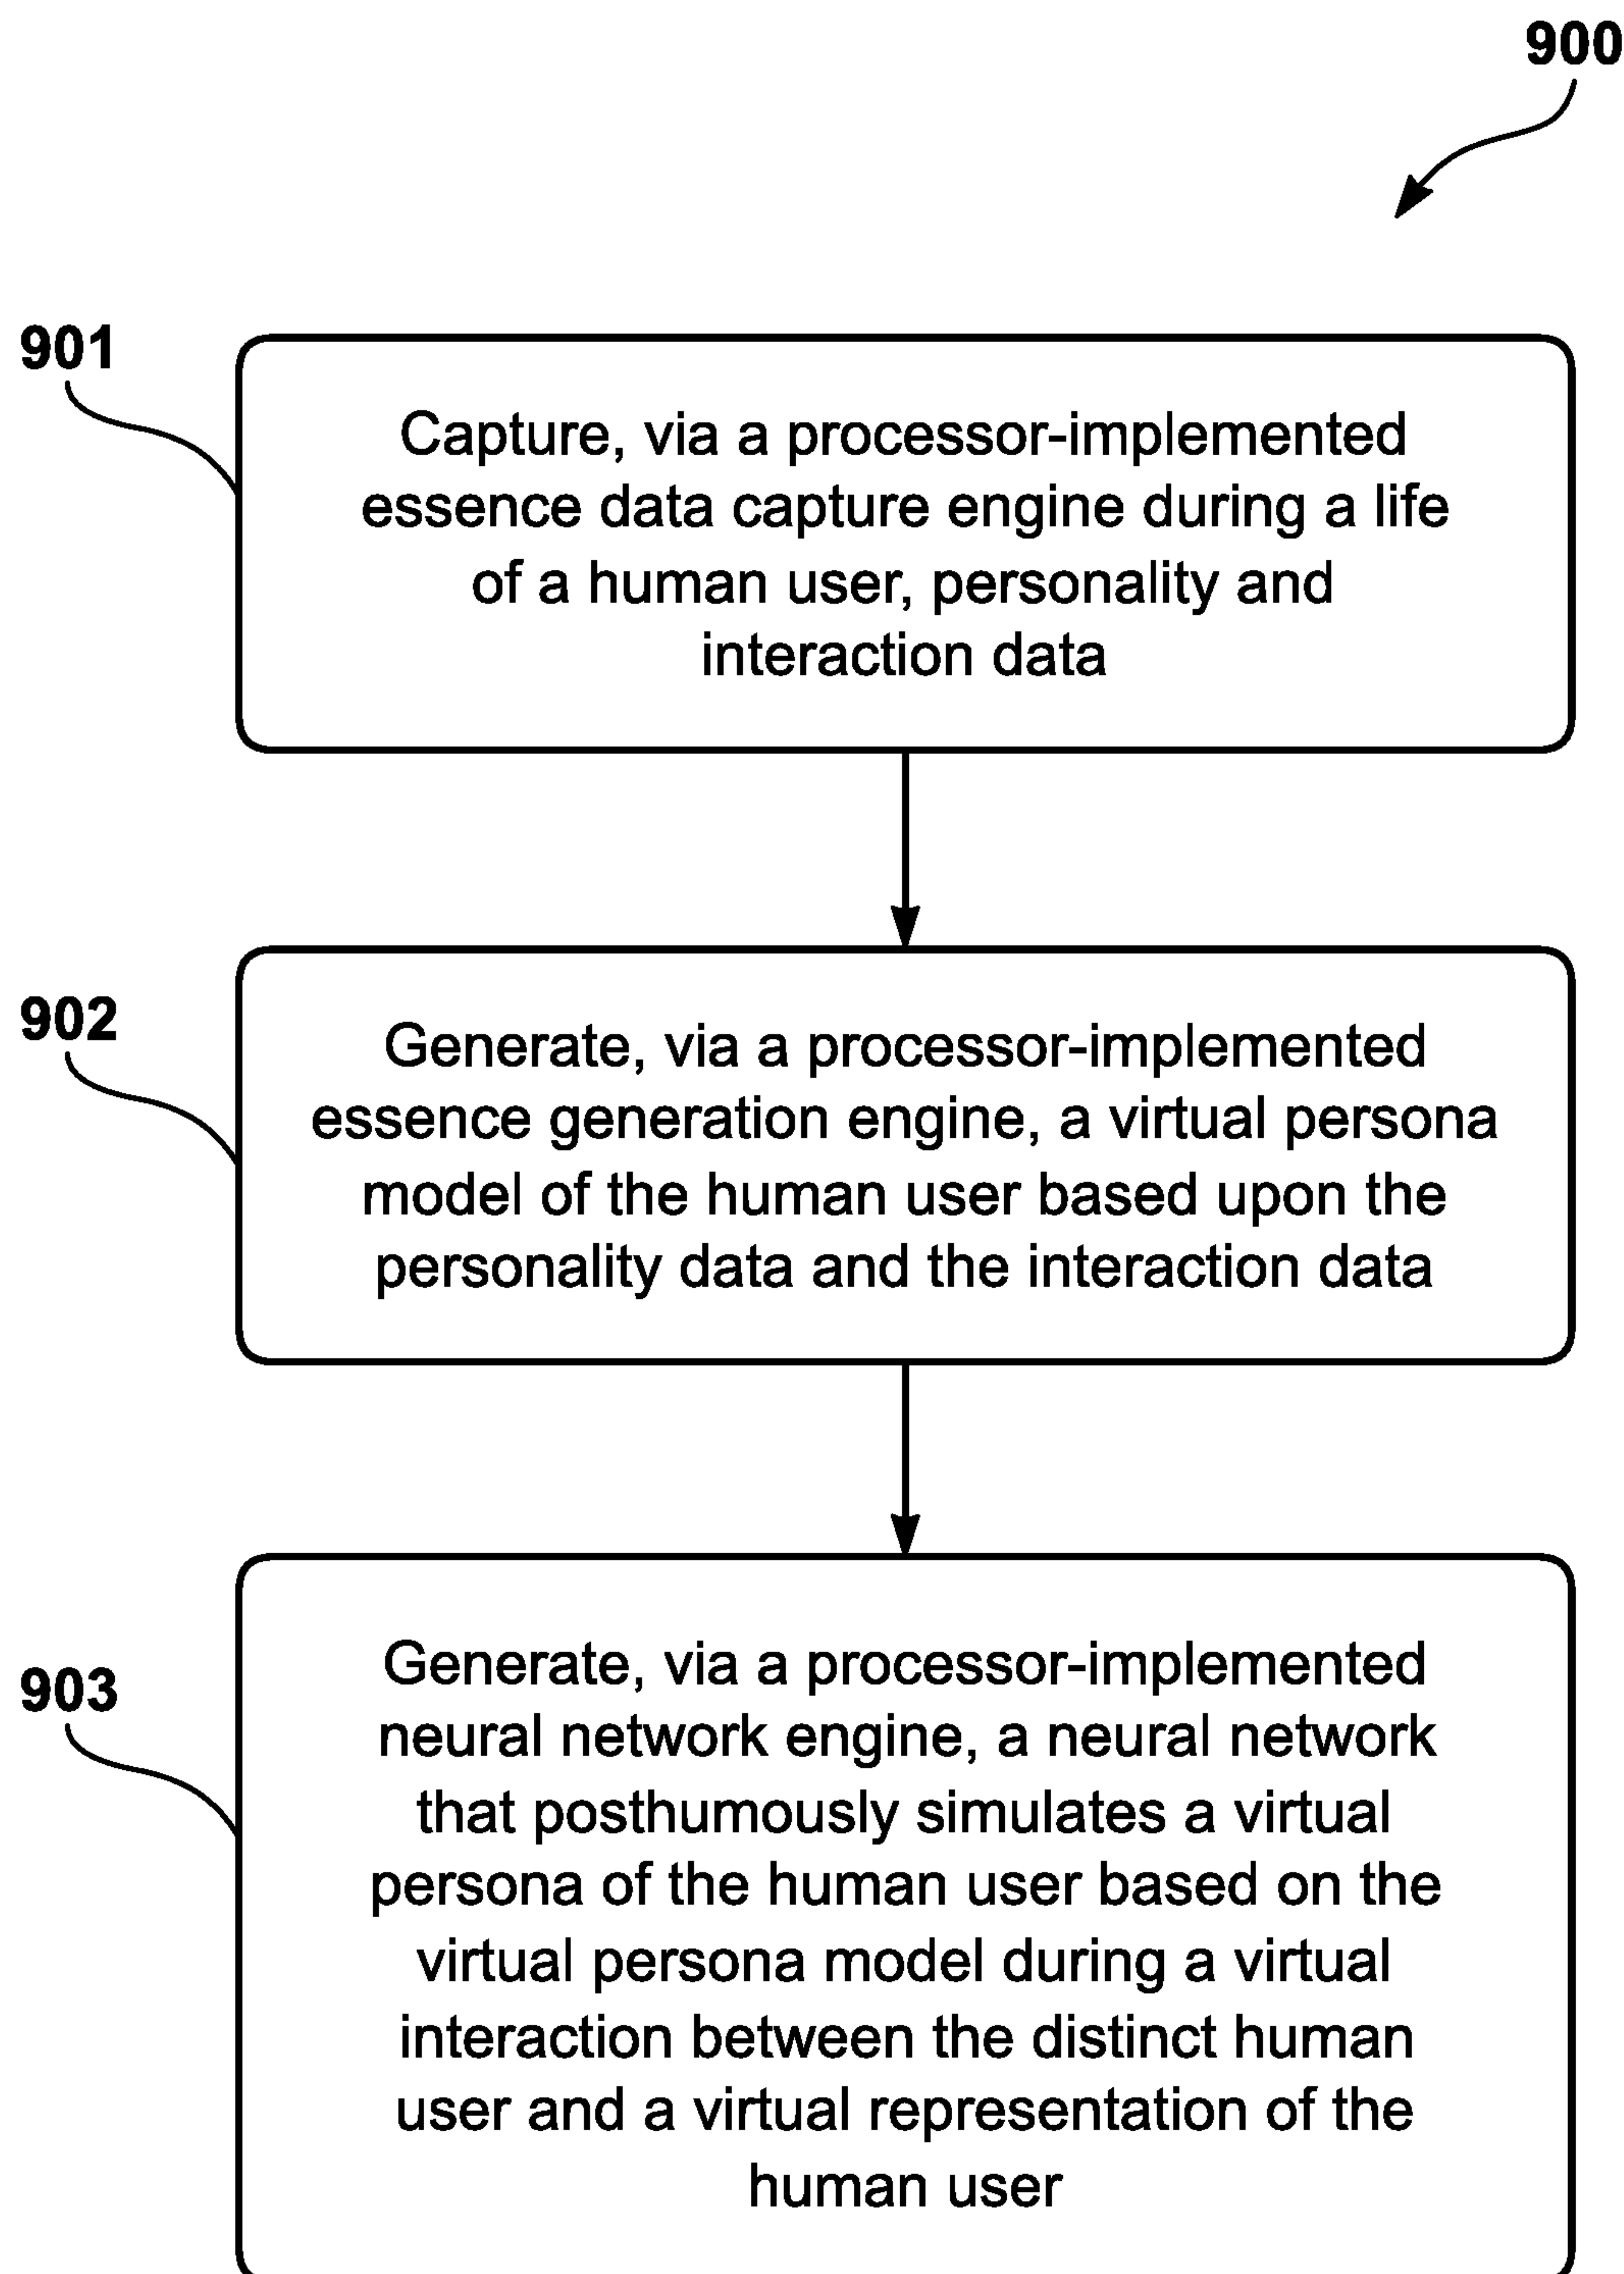 900
901
Capture, via a processor-implemented
essence data capture engine during a life
of a human user, personality and
interaction data
902
Generate, via a processor-implemented
essence generation engine, a virtual persona
model of the human user based upon the
personality data and the interaction data
903
Generate, via a processor-implemented
neural network engine, a neural network
that posthumously simulates a virtual
persona of the human user based on the
virtual persona model during a virtual
interaction between the distinct human
user and a virtual representation of the
human user